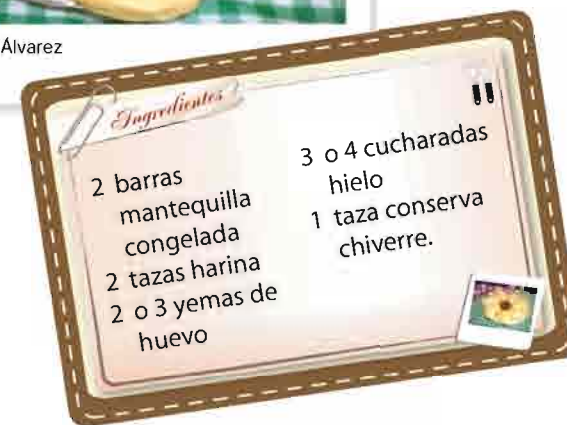 Álvarez
Ingredientes
2 barras
mantequilla
congelada
2 tazas harina
2 o 3 yemas de
huevo
3 o 4 cucharadas
hielo
1 taza conserva
chiverre.